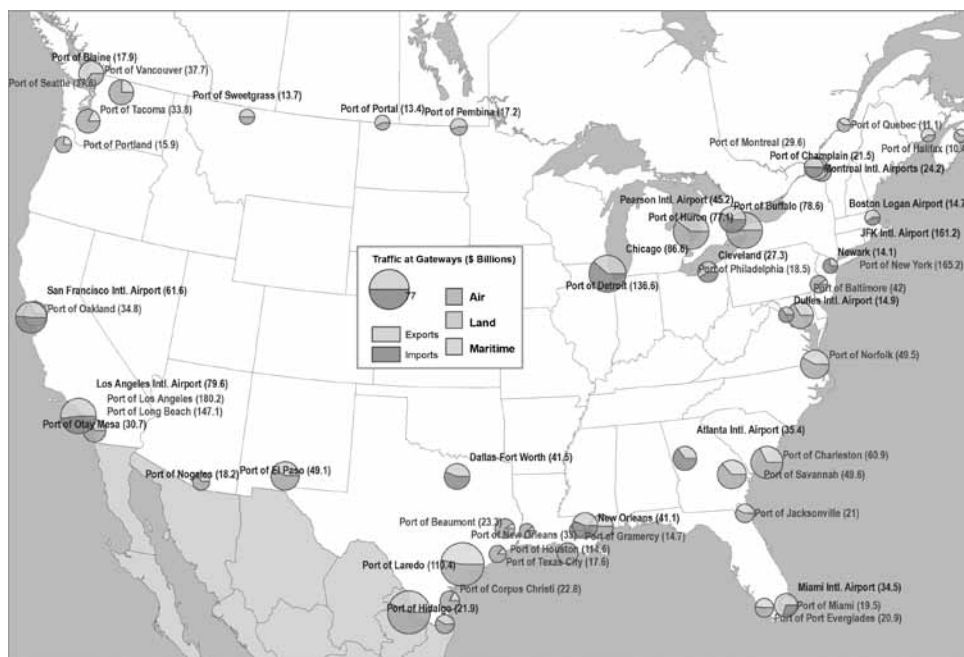 Port of Blaine (17.9)
Port of Vancouver (37.7)
Port of Seattle
Port of Tacoma (33.8)
Port of Portland (15.9)
Port of Sweetgrass (13.7)
Port of Portal (13.4)
Port of Pembina (17.2)
Port of Quebec (11.1)
Port of Montreal (29.6)
Port of Halifax (10.4
Port of Champlain (21.5)
Montreal Intl. Airports (24.2)
Pearson Intl. Airport (45.2)
Port of Buffalo (78.6)
Boston Logan Airport (14.7
Port of Huron (77.1)
JFK Intl. Airport (161.2)
Chicago (86.6)
Cleveland (27.3)
Newark (14.1)
Port of New York (165.2)
Port of Philadelphia (18.5)
Port of Detroit (136.6)
Port of Baltimore (42)
Dulles Intl. Airport (14.9)
Traffic at Gateways ($ Billions)
77
Air
Land
Exports
Imports
Maritime
San Francisco Intl. Airport (61.6)
Port of Oakland (34.8)
Port of Norfolk (49.5)
Los Angeles Intl. Airport (79.6)
Port of Los Angeles (180.2)
Port of Long Beach (147.1)
Port of Otay Mesa (30.7)
Atlanta Intl. Airport (35.4)
Port of Charleston (60.9)
Port of Savannah (48.6)
Dallas-Fort Worth (41.5)
Port of Nogales (18.2)
Port of El Paso (49.1)
Port of Jacksonville (21)
Port of Beaumont (23.3)
New Orleans (41.1)
Port of New Orleans
Port of Gramercy (14.7)
Port of Houston (114.6)
Port of Texas City (17.6)
Port of Laredo (110.4)
Port of Corpus Christi (22.8)
Port of Hidalgo (21.9)
Miami Intl. Airport (34.5)
Port of Miami (19.5)
Port of Port Everglades (20.9)